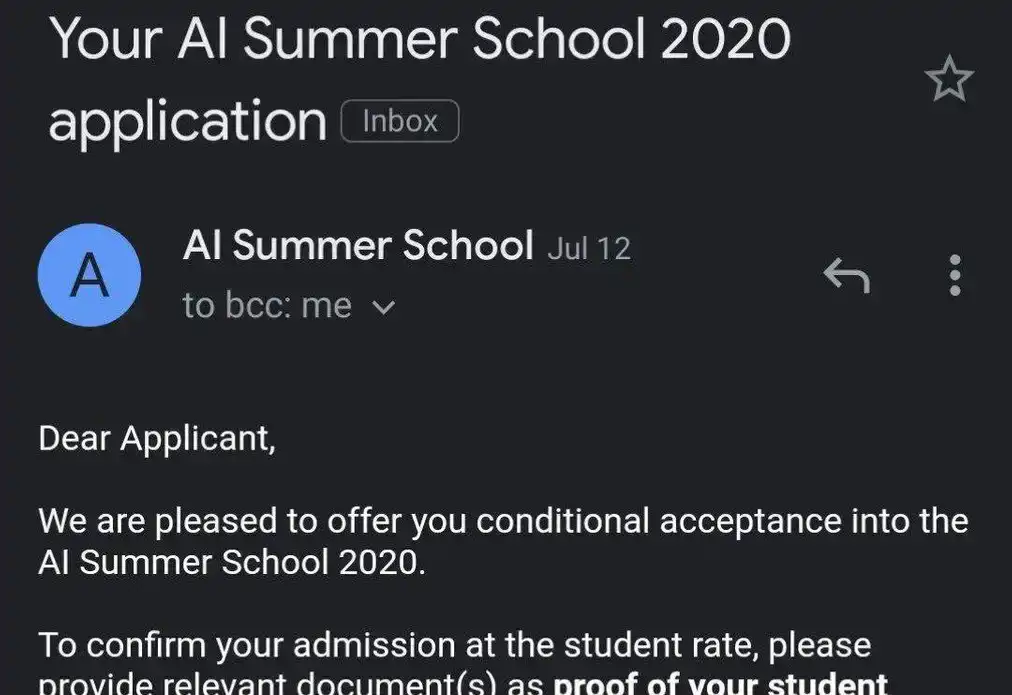 Your AI Summer School 2020
application Inbox
A
AI Summer School Jul 12
to bcc: me
Dear Applicant,
We are pleased to offer you conditional acceptance into the
AI Summer School 2020.
To confirm your admission at the student rate, please
provide relevant document(s) as proof of your student